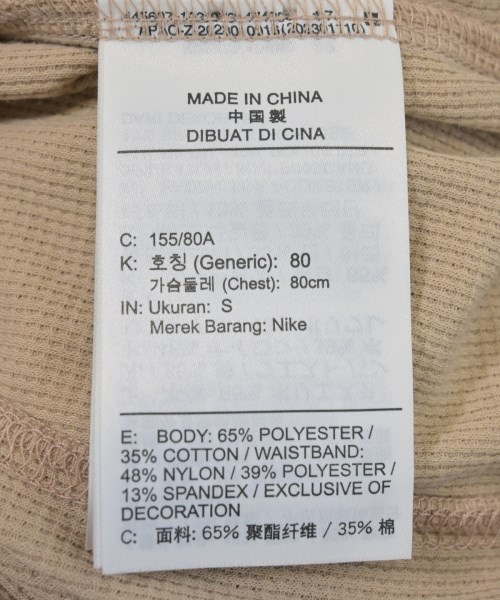 MADE IN CHINA
中国製
DIBUAT DI CINA
C: 155/80A
K: 호칭 (Generic): 80
가슴둘레 (Chest): 80cm
IN: Ukuran: S
Merek Barang: Nike
E: BODY: 65% POLYESTER /
35% COTTON / WAISTBAND:
48% NYLON / 39% POLYESTER /
13% SPANDEX / EXCLUSIVE OF
DECORATION
C: 面料: 65% 聚酯纤维 / 35% 棉